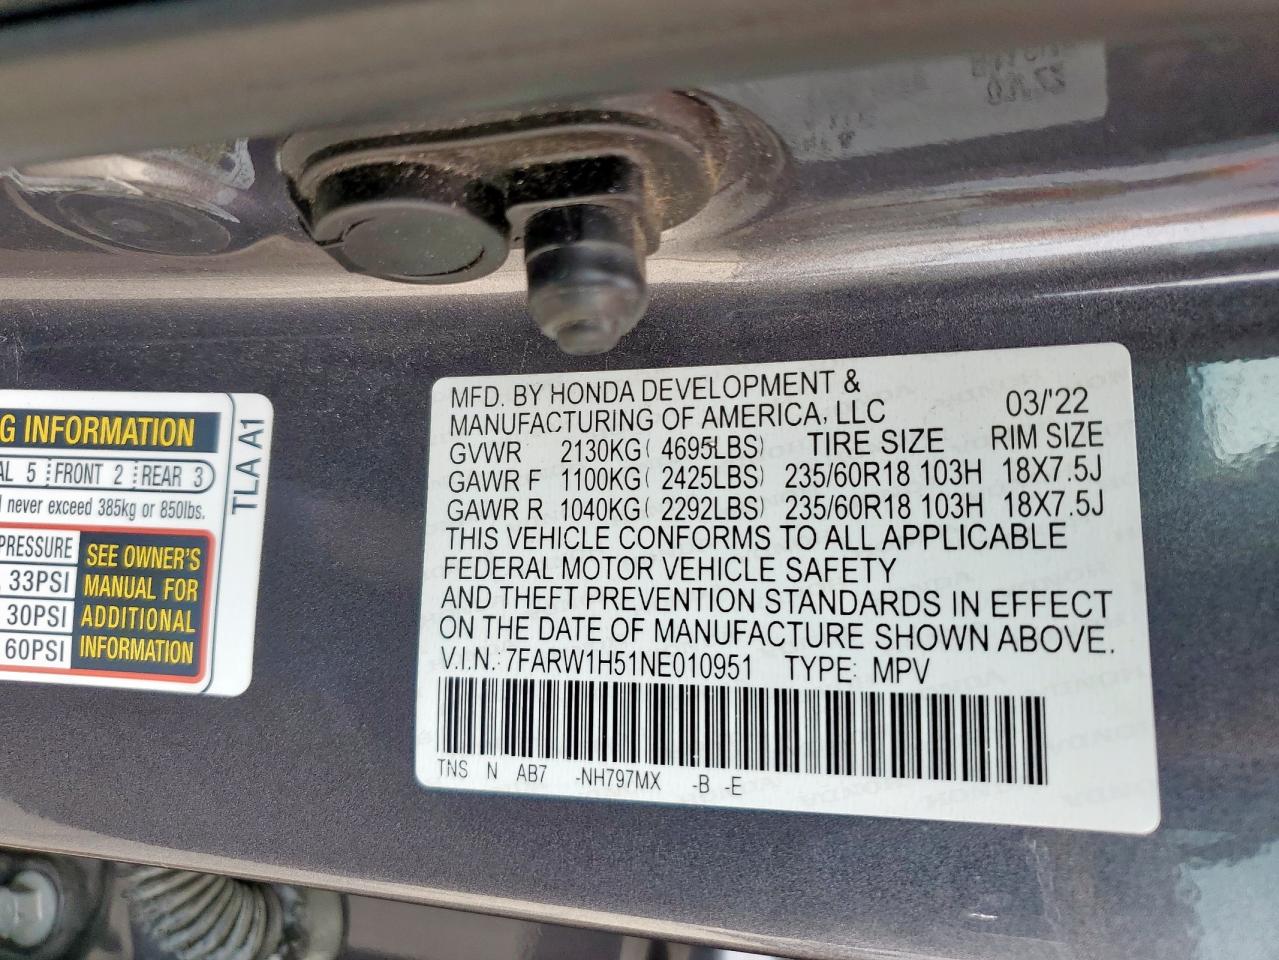 G INFORMATION
AL 5 FRONT 2 REAR 3
never exceed 385kg or 850lbs.
PRESSURE
33PSI
30PSI
60PSI
SEE OWNER'S
MANUAL FOR
ADDITIONAL
INFORMATION
TLA A1
MFD. BY HONDA DEVELOPMENT &
MANUFACTURING OF AMERICA, LLC 03/'22
GVWR 2130KG( 4695LBS) TIRE SIZE RIM SIZE
GAWR F 1100KG( 2425LBS) 235/60R18 103H 18X7.5J
GAWR R 1040KG( 2292LBS) 235/60R18 103H 18X7.5J
THIS VEHICLE CONFORMS TO ALL APPLICABLE
FEDERAL MOTOR VEHICLE SAFETY
AND THEFT PREVENTION STANDARDS IN EFFECT
ON THE DATE OF MANUFACTURE SHOWN ABOVE.
V.I.N.: 7FARW1H51NE010951 TYPE: MPV
TNS N AB7 -NH797MX -B -E